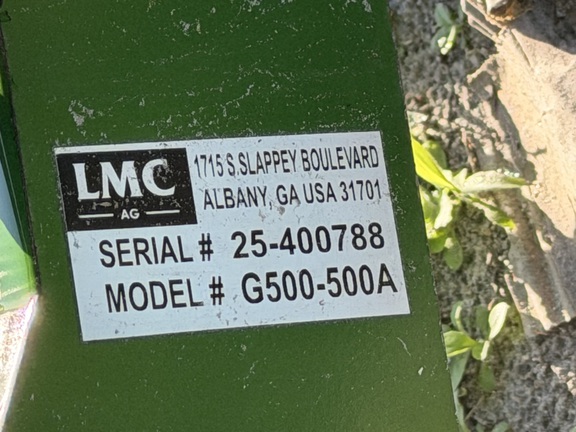 LMC
AG
1715 S.SLAPPEY BOULEVARD
ALBANY, GA USA 31701
SERIAL # 25-400788
MODEL # G500-500A